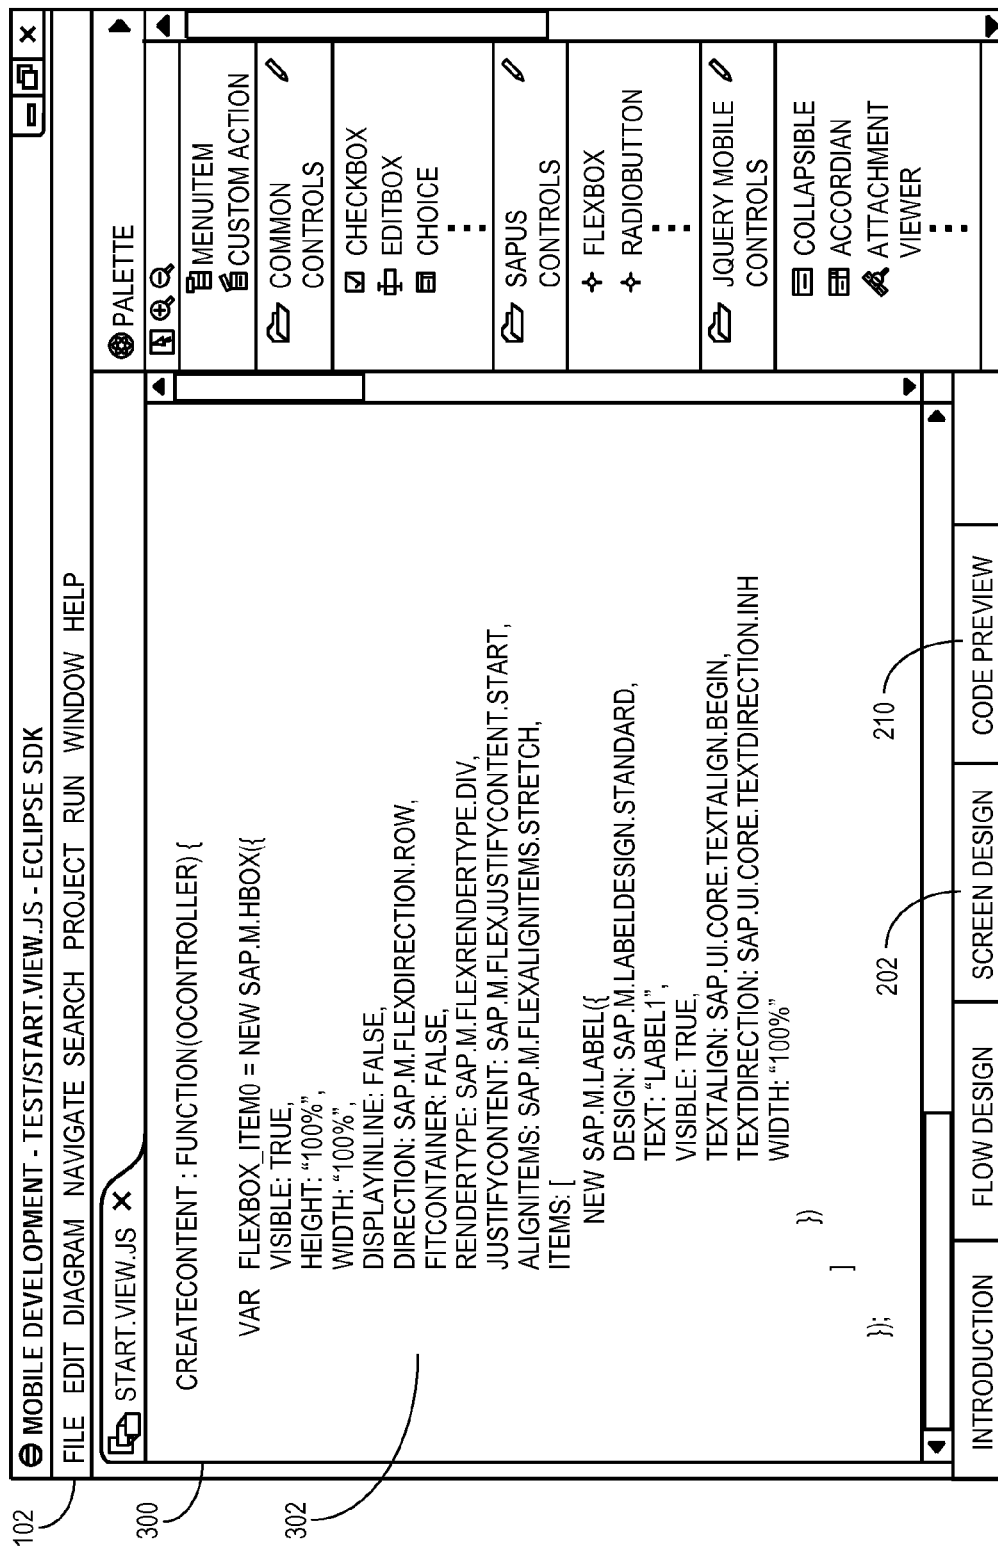 MOBILE DEVELOPMENT - TEST/START.VIEW.JS - ECLIPSE SDK
FILE EDIT DIAGRAM NAVIGATE SEARCH PROJECT RUN WINDOW HELP
START.VIEW.JS
CREATECONTENT : FUNCTION(OCONTROLLER) {
VAR FLEXBOX_ITEM0 = NEW SAP.M.HBOX({
VISIBLE: TRUE,
HEIGHT: “100%”,
WIDTH: “100%”,
DISPLAYINLINE: FALSE,
DIRECTION: SAP.M.FLEXDIRECTION.ROW,
FITCONTAINER: FALSE,
RENDERTYPE: SAP.M.FLEXRENDERTYPE.DIV,
JUSTIFYCONTENT: SAP.M.FLEXJUSTIFYCONTENT.START,
ALIGNITEMS: SAP.M.FLEXALIGNITEMS.STRETCH,
ITEMS: [
NEW SAP.M.LABEL({
DESIGN: SAP.M.LABELDESIGN.STANDARD,
TEXT: “LABEL1”,
VISIBLE: TRUE,
TEXTALIGN: SAP.UI.CORE.TEXTALIGN.BEGIN,
TEXTDIRECTION: SAP.UI.CORE.TEXTDIRECTION.INH
WIDTH: “100%”
})
]
});
PALETTE
MENUITEM
CUSTOM ACTION
COMMON
CONTROLS
CHECKBOX
EDITBOX
CHOICE
SAPUS
CONTROLS
FLEXBOX
RADIOBUTTON
JQUERY MOBILE
CONTROLS
COLLAPSIBLE
ACCORDIAN
ATTACHMENT
VIEWER
INTRODUCTION
FLOW DESIGN
SCREEN DESIGN
CODE PREVIEW
102
300
302
202
210